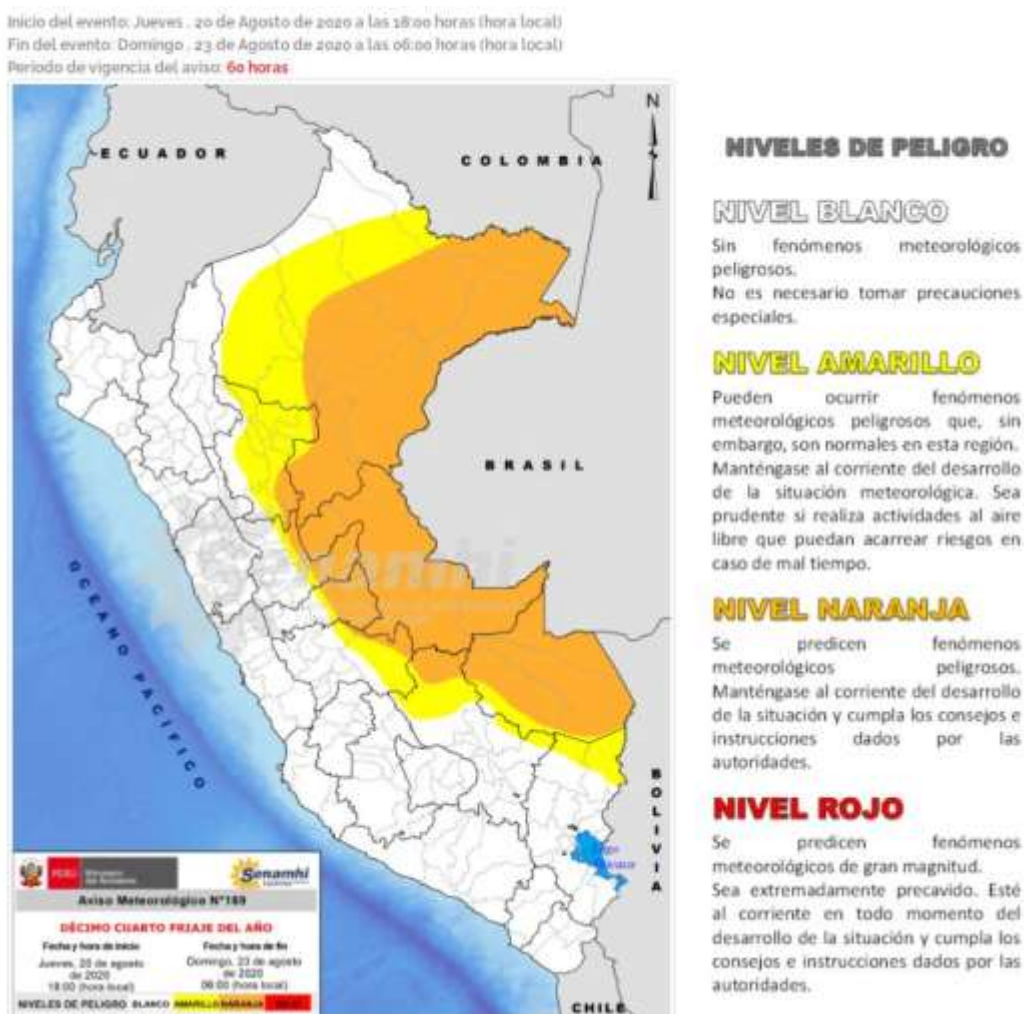 Inicio del evento: Jueves , 20 de Agosto de 2020 a las 18:00 horas (hora local)
Fin del evento: Domingo , 23 de Agosto de 2020 a las 06:00 horas (hora local)
Periodo de vigencia del aviso: 60 horas
N
ECUADOR
COLOMBIA
BRASIL
Senamhi
OCEANO PACIFICO
BOLIVIA
CHILE
PERÚ
Senamhi
Aviso Meteorológico N°169
DÉCIMO CUARTO FRIAJE DEL AÑO
Fecha y hora de inicio
Jueves, 20 de agosto
de 2020
18:00 (hora local)
Fecha y hora de fin
Domingo, 23 de agosto
de 2020
06:00 (hora local)
NIVELES DE PELIGRO BLANCO AMARILLO NARANJA
NIVELES DE PELIGRO
NIVEL BLANCO
Sin fenómenos meteorológicos
peligrosos.
No es necesario tomar precauciones
especiales.
NIVEL AMARILLO
Pueden ocurrir fenómenos
meteorológicos peligrosos que, sin
embargo, son normales en esta región.
Manténgase al corriente del desarrollo
de la situación meteorológica. Sea
prudente si realiza actividades al aire
libre que puedan acarrear riesgos en
caso de mal tiempo.
NIVEL NARANJA
Se predicen fenómenos
meteorológicos peligrosos.
Manténgase al corriente del desarrollo
de la situación y cumpla los consejos e
instrucciones dados por las
autoridades.
NIVEL ROJO
Se predicen fenómenos
meteorológicos de gran magnitud.
Sea extremadamente precavido. Esté
al corriente en todo momento del
desarrollo de la situación y cumpla los
consejos e instrucciones dados por las
autoridades.